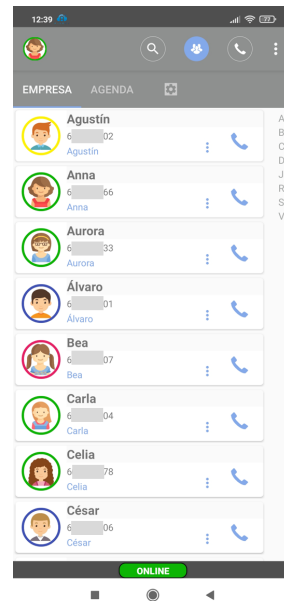 12:39
77
EMPRESA AGENDA
Agustín
6 02
Agustín
Anna
6 66
Anna
Aurora
6 33
Aurora
Álvaro
6 01
Álvaro
Bea
6 07
Bea
Carla
6 04
Carla
Celia
6 78
Celia
César
6 06
César
A
B
C
D
J
R
S
V
ONLINE